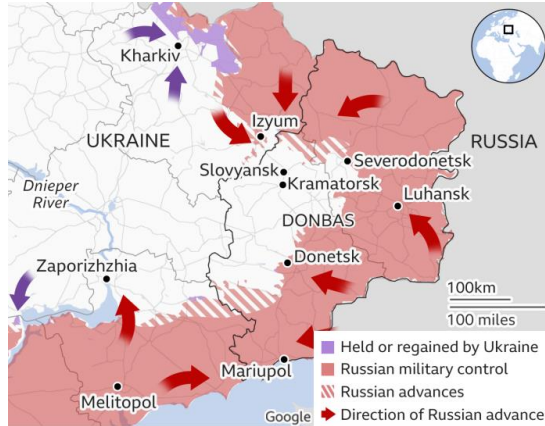 Kharkiv
Izyum
UKRAINE
RUSSIA
Slovyansk
Severodonetsk
Kramatorsk
Dnieper
River
Luhansk
DONBAS
Zaporizhzhia
Donetsk
100km
100 miles
Mariupol
Melitopol
Google
Held or regained by Ukraine
Russian military control
Russian advances
Direction of Russian advance